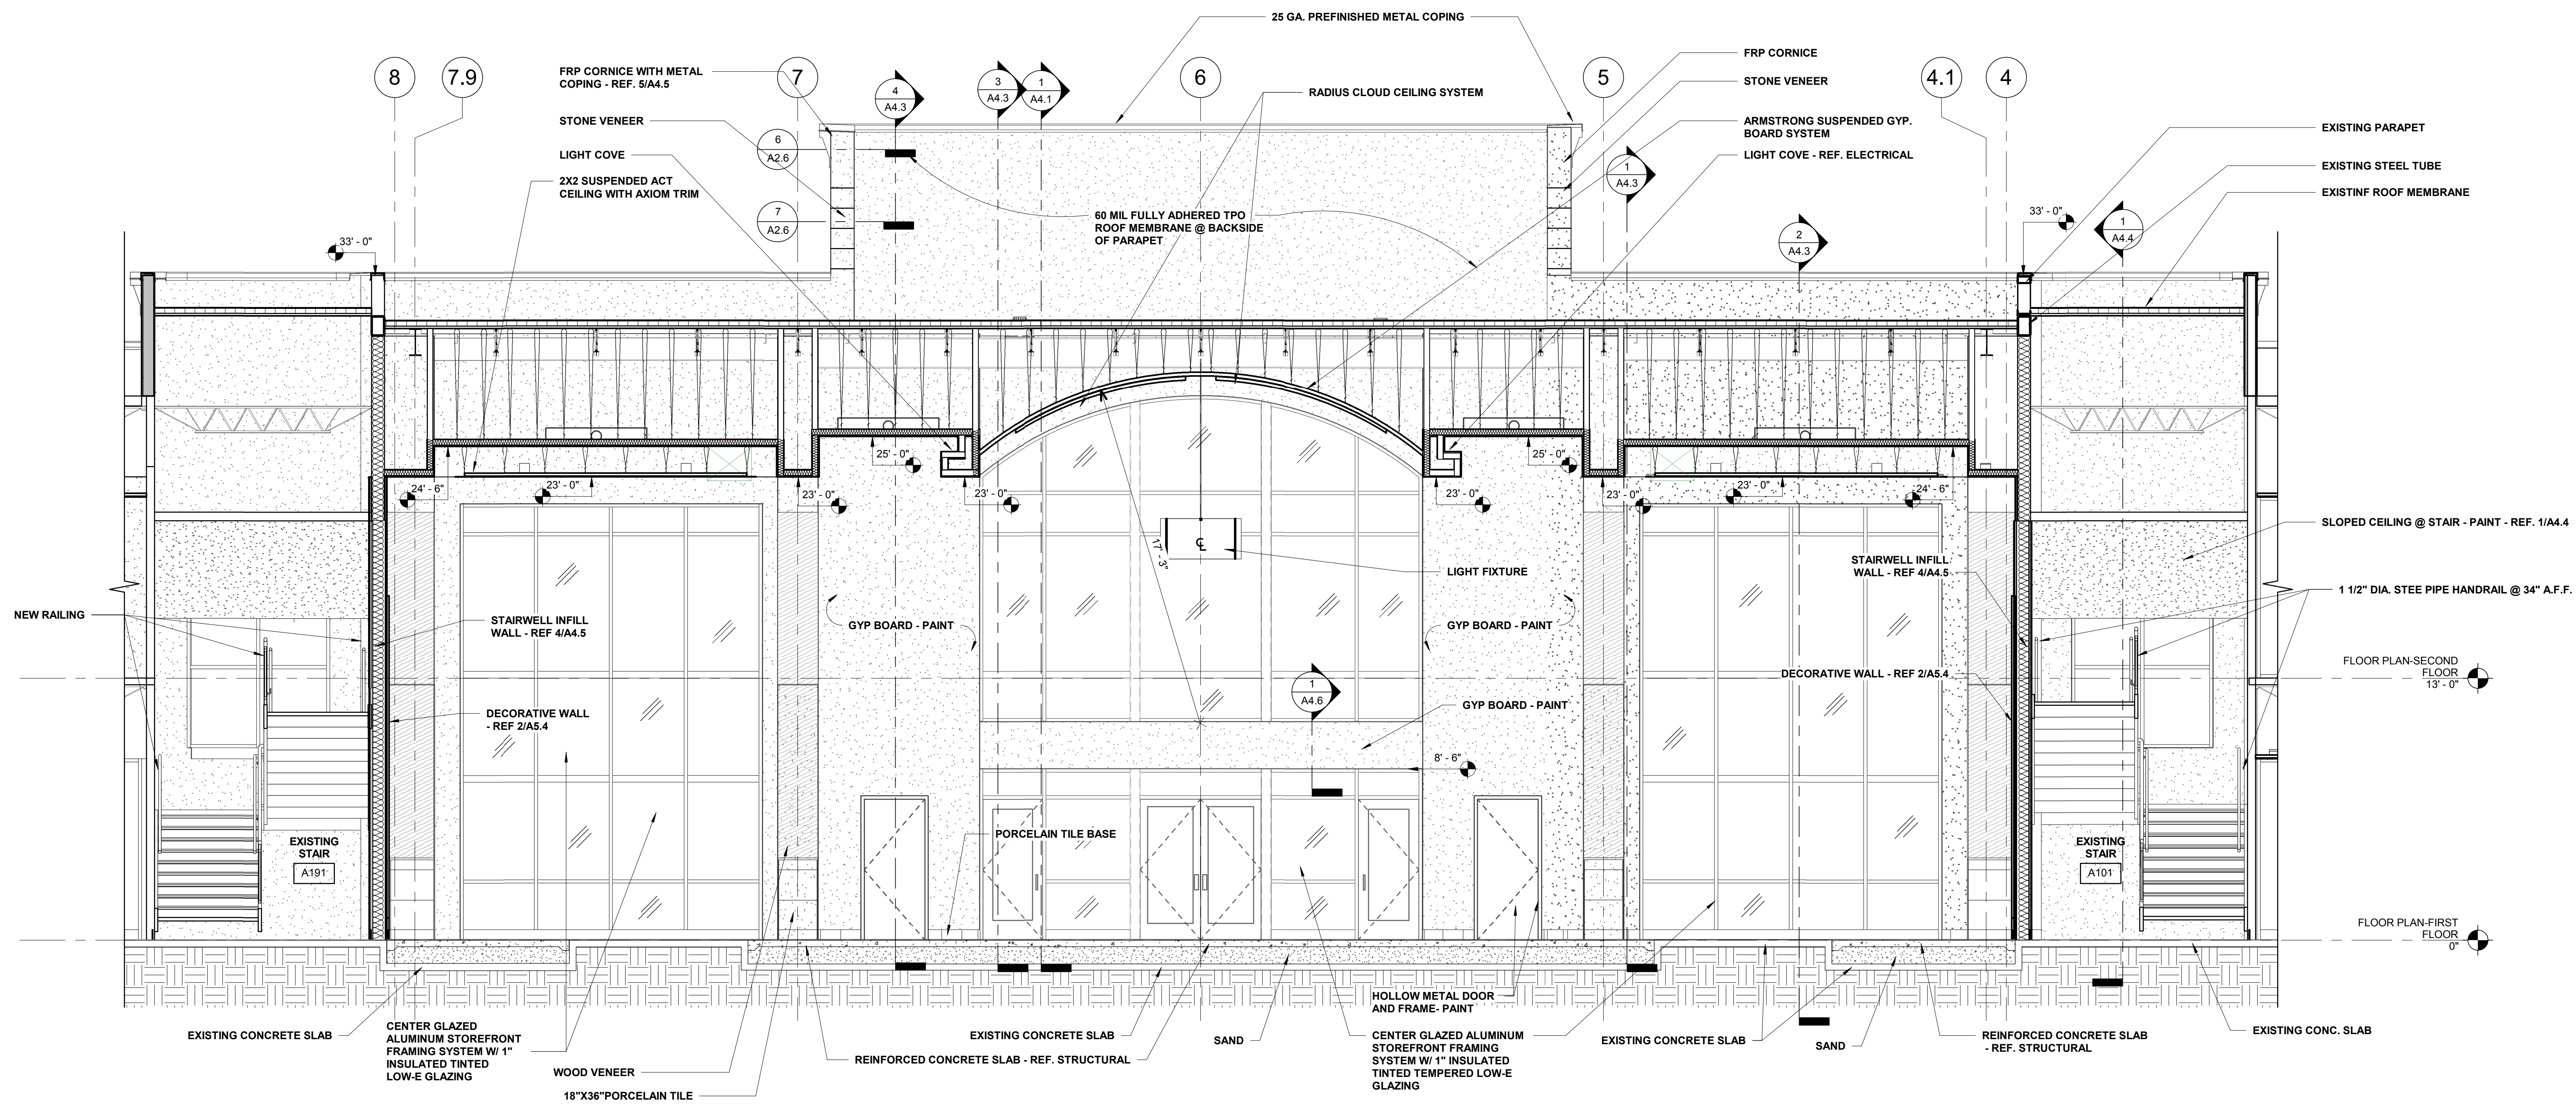 25 GA. PREFINISHED METAL COPING
8
7.9
7
6
5
4.1
4
FRP CORNICE WITH METAL
COPING - REF. 5/A4.5
STONE VENEER
LIGHT COVE
2X2 SUSPENDED ACT
CEILING WITH AXIOM TRIM
4
A4.3
3
A4.3
1
A4.1
6
A2.6
7
A2.6
RADIUS CLOUD CEILING SYSTEM
60 MIL FULLY ADHERED TPO
ROOF MEMBRANE @ BACKSIDE
OF PARAPET
FRP CORNICE
STONE VENEER
ARMSTRONG SUSPENDED GYP.
BOARD SYSTEM
LIGHT COVE - REF. ELECTRICAL
1
A4.3
2
A4.3
1
A4.4
EXISTING PARAPET
EXISTING STEEL TUBE
EXISTINF ROOF MEMBRANE
33' - 0"
33' - 0"
24' - 6"
23' - 0"
23' - 0"
25' - 0"
23' - 0"
23' - 0"
25' - 0"
23' - 0"
23' - 0"
24' - 6"
17' - 3"
CL
LIGHT FIXTURE
SLOPED CEILING @ STAIR - PAINT - REF. 1/A4.4
STAIRWELL INFILL
WALL - REF 4/A4.5
1 1/2" DIA. STEE PIPE HANDRAIL @ 34" A.F.F.
NEW RAILING
STAIRWELL INFILL
WALL - REF 4/A4.5
GYP BOARD - PAINT
GYP BOARD - PAINT
DECORATIVE WALL - REF 2/A5.4
FLOOR PLAN-SECOND
FLOOR
13' - 0"
1
A4.6
GYP BOARD - PAINT
DECORATIVE WALL
- REF 2/A5.4
8' - 6"
PORCELAIN TILE BASE
EXISTING
STAIR
A191
EXISTING
STAIR
A101
FLOOR PLAN-FIRST
FLOOR
0"
HOLLOW METAL DOOR
AND FRAME- PAINT
EXISTING CONCRETE SLAB
CENTER GLAZED
ALUMINUM STOREFRONT
FRAMING SYSTEM W/ 1"
INSULATED TINTED
LOW-E GLAZING
WOOD VENEER
18"X36"PORCELAIN TILE
REINFORCED CONCRETE SLAB - REF. STRUCTURAL
EXISTING CONCRETE SLAB
SAND
CENTER GLAZED ALUMINUM
STOREFRONT FRAMING
SYSTEM W/ 1" INSULATED
TINTED TEMPERED LOW-E
GLAZING
EXISTING CONCRETE SLAB
SAND
REINFORCED CONCRETE SLAB
- REF. STRUCTURAL
EXISTING CONC. SLAB